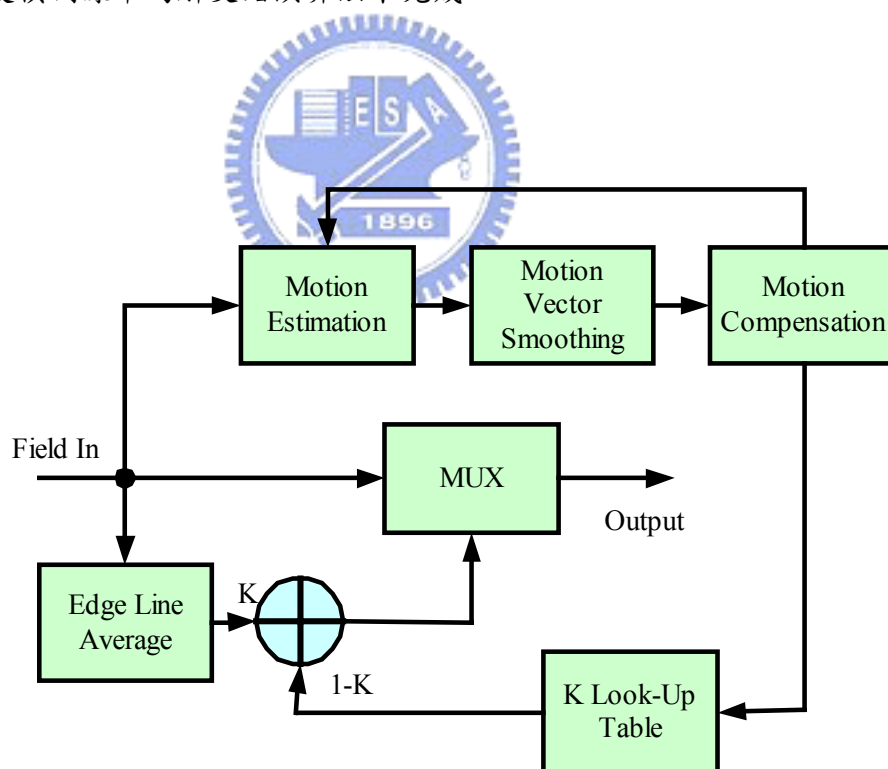 E S A
1896
Motion
Estimation
Motion
Vector
Smoothing
Motion
Compensation
Field In
MUX
Output
Edge Line
Average
K
1-K
K Look-Up
Table